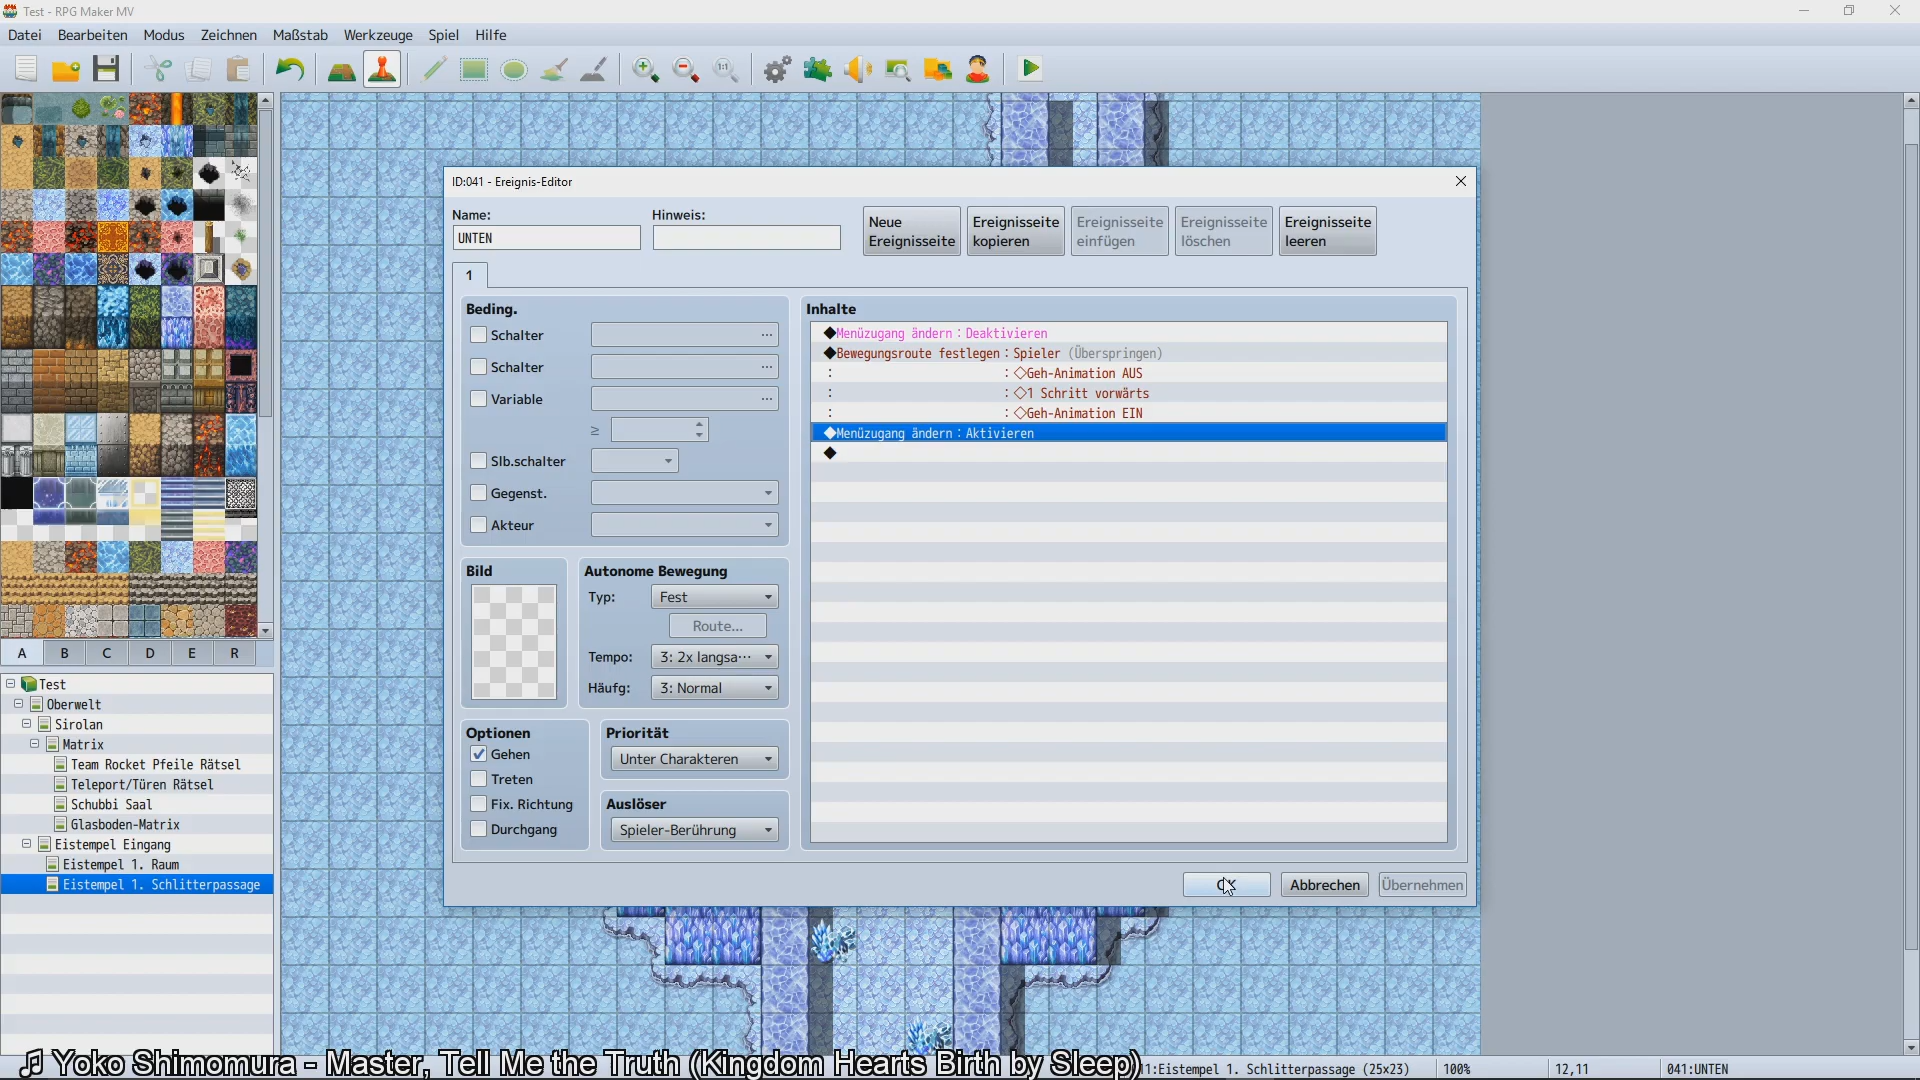 Test - RPG Maker MV
Datei Bearbeiten Modus Zeichnen Maßstab Werkzeuge Spiel Hilfe
1:1
ID:041 - Ereignis-Editor
Name:
UNTEN
Hinweis:
Neue Ereignisseite
Ereignisseite kopieren
Ereignisseite einfügen
Ereignisseite löschen
Ereignisseite leeren
1
Beding.
Schalter ...
Schalter ...
Variable ...
≥
Slb.schalter
Gegenst.
Akteur
Bild
Autonome Bewegung
Typ: Fest
Route...
Tempo: 3: 2x langsa···
Häufg: 3: Normal
Optionen
Gehen
Treten
Fix. Richtung
Durchgang
Priorität
Unter Charakteren
Auslöser
Spieler-Berührung
Inhalte
◆Menüzugang ändern : Deaktivieren
◆Bewegungsroute festlegen : Spieler (Überspringen)
: : ◇Geh-Animation AUS
: : ◇1 Schritt vorwärts
: : ◇Geh-Animation EIN
◆Menüzugang ändern : Aktivieren
◆
OK
Abbrechen
Übernehmen
A B C D E R
Test
Oberwelt
Sirolan
Matrix
Team Rocket Pfeile Rätsel
Teleport/Türen Rätsel
Schubbi Saal
Glasboden-Matrix
Eistempel Eingang
Eistempel 1. Raum
Eistempel 1. Schlitterpassage
♫ Yoko Shimomura - Master, Tell Me the Truth (Kingdom Hearts Birth by Sleep)
1:Eistempel 1. Schlitterpassage (25x23) 100% 12,11 041:UNTEN